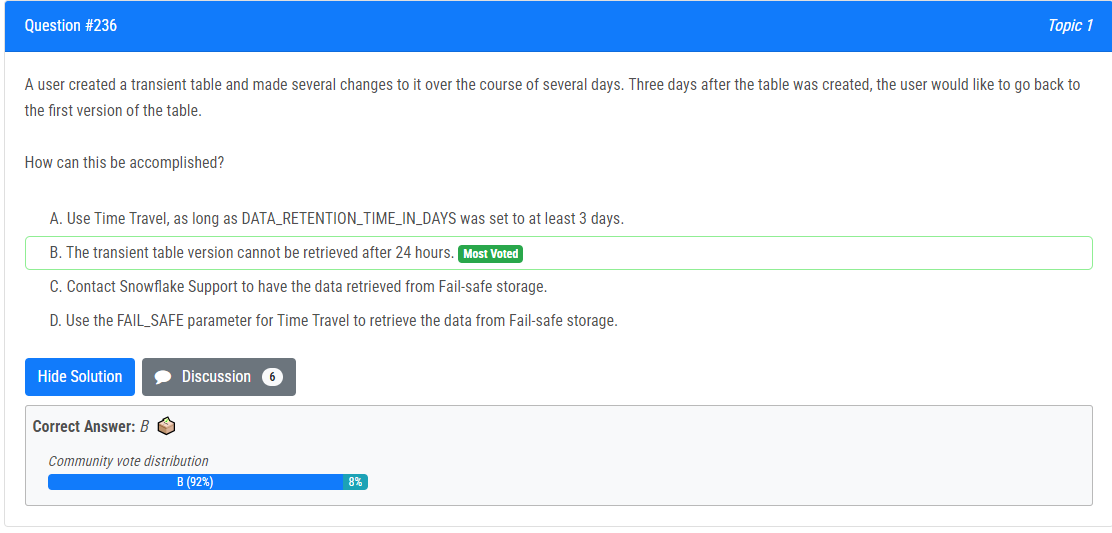 Question #236
Topic 1
A user created a transient table and made several changes to it over the course of several days. Three days after the table was created, the user would like to go back to
the first version of the table.
How can this be accomplished?
A. Use Time Travel, as long as DATA_RETENTION_TIME_IN_DAYS was set to at least 3 days.
B. The transient table version cannot be retrieved after 24 hours. Most Voted
C. Contact Snowflake Support to have the data retrieved from Fail-safe storage.
D. Use the FAIL_SAFE parameter for Time Travel to retrieve the data from Fail-safe storage.
Hide Solution
Discussion 6
Correct Answer: B
Community vote distribution
B (92%)
8%